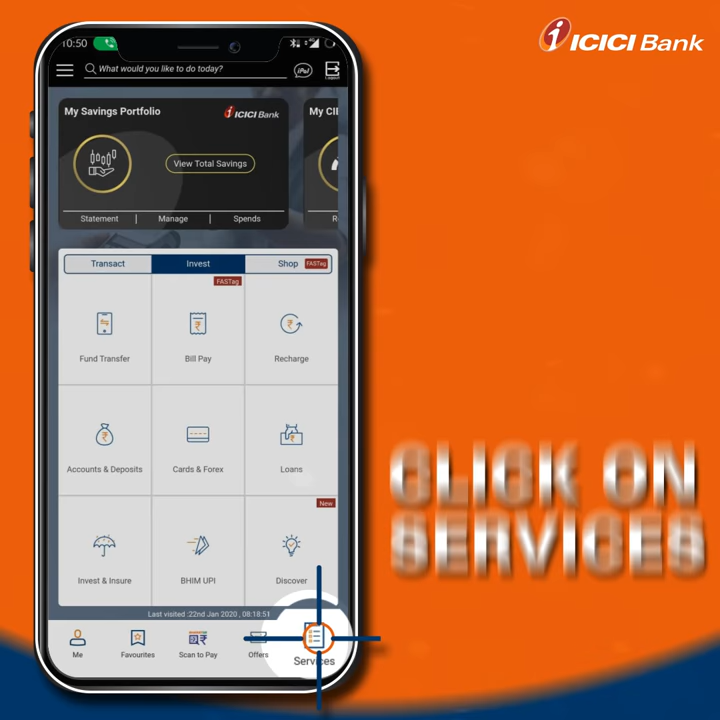 ICICI Bank
10:50
What would you like to do today?
iPal
Logout
My Savings Portfolio
ICICI Bank
My CI
View Total Savings
Statement | Manage | Spends
Transact
Invest
Shop FASTag
FASTag
Fund Transfer
Bill Pay
Recharge
Accounts & Deposits
Cards & Forex
Loans
New
Invest & Insure
BHIM UPI
Discover
Last visited :22nd Jan 2020 , 08:18:51
Me
Favourites
Scan to Pay
Offers
Services
CLICK ON
SERVICES